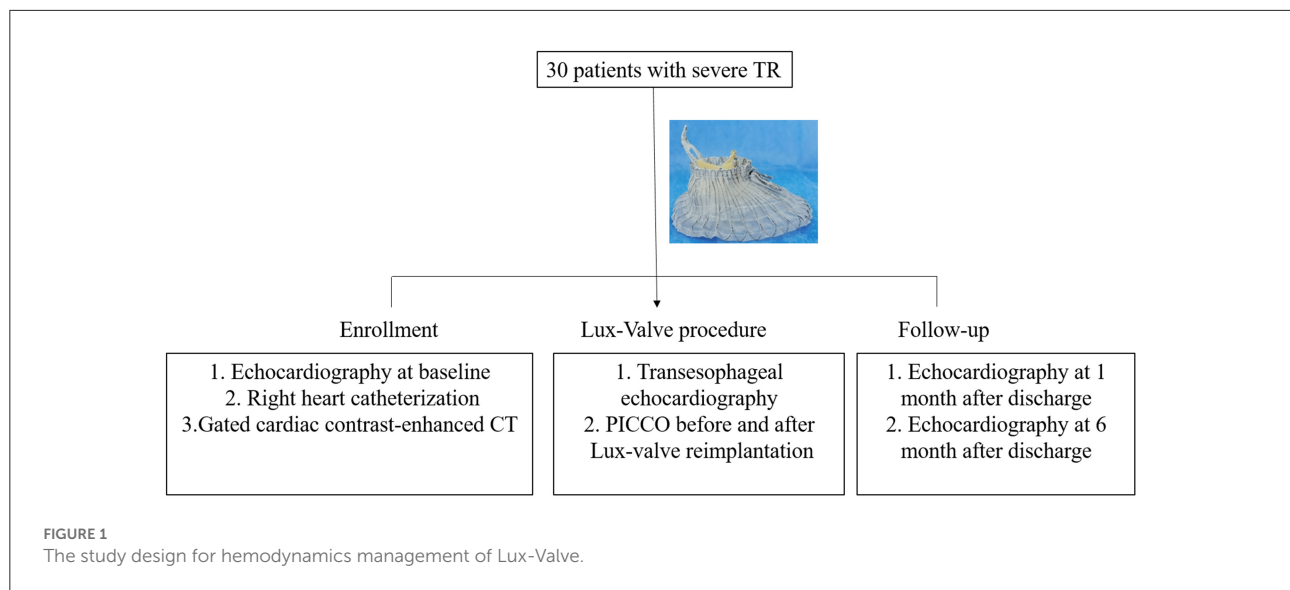 30 patients with severe TR
Enrollment
1. Echocardiography at baseline
2. Right heart catheterization
3.Gated cardiac contrast-enhanced CT
Lux-Valve procedure
1. Transesophageal
echocardiography
2. PICCO before and after
Lux-valve reimplantation
Follow-up
1. Echocardiography at 1
month after discharge
2. Echocardiography at 6
month after discharge
FIGURE 1
The study design for hemodynamics management of Lux-Valve.